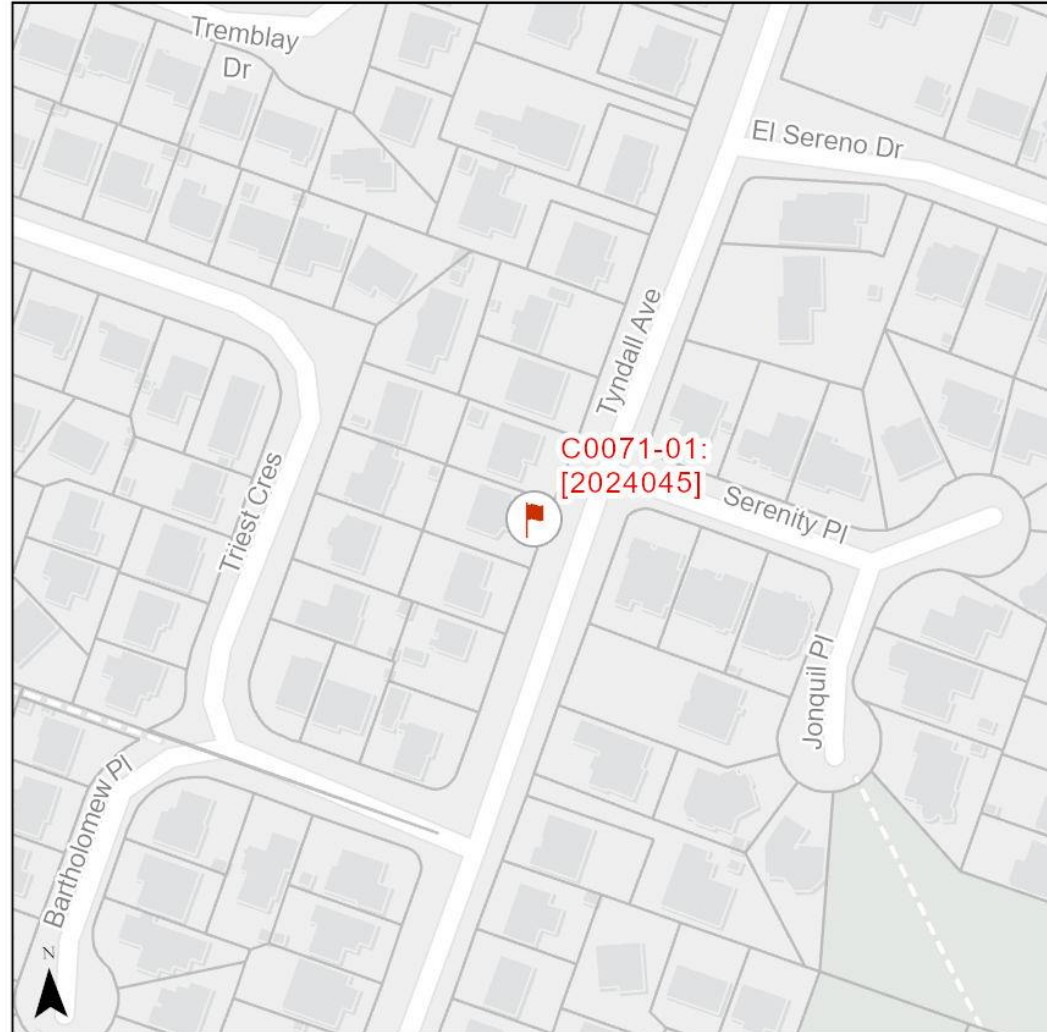 Tremblay
Dr
El Sereno Dr
Tyndall Ave
C0071-01:
[2024045]
Serenity Pl
Triest Cres
Jonquil Pl
Bartholomew Pl
N